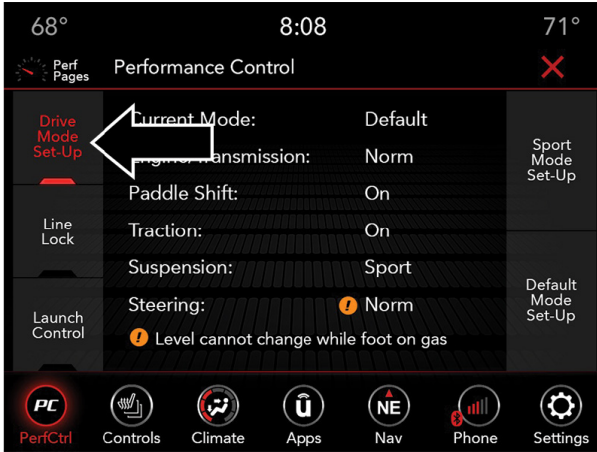 68° 8:08 71°
Perf
Pages
Performance Control
Drive
Mode
Set-Up
Line
Lock
Launch
Control
Current Mode: Default
Engine/Transmission: Norm
Paddle Shift: On
Traction: On
Suspension: Sport
Steering: ! Norm
! Level cannot change while foot on gas
Sport
Mode
Set-Up
Default
Mode
Set-Up
PC
PerfCtrl
Controls
Climate
û
Apps
NE
Nav
Phone
Settings